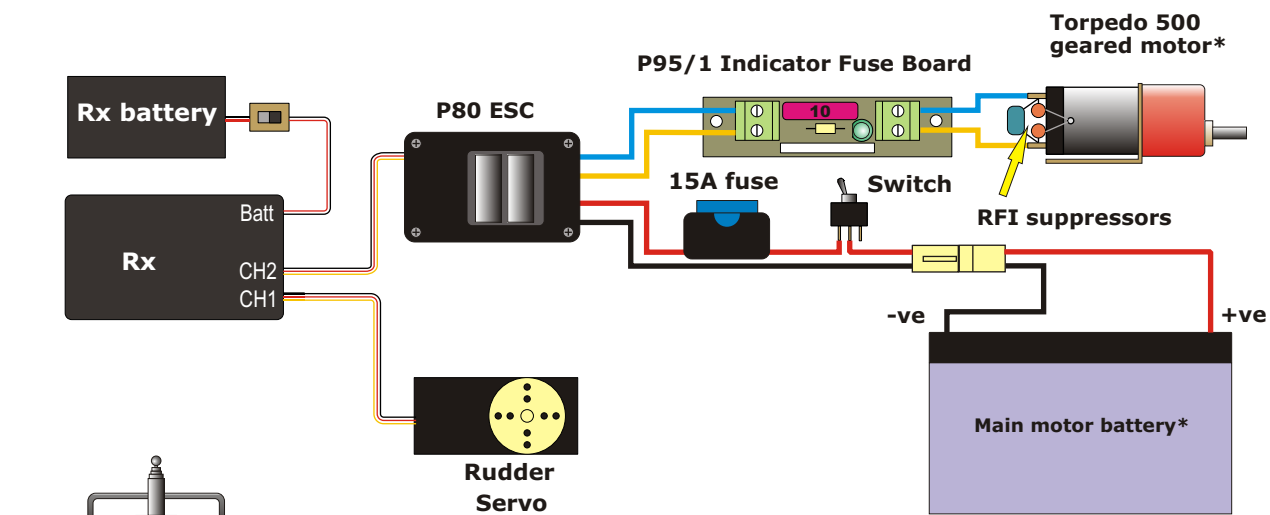 Torpedo 500
geared motor*
P95/1 Indicator Fuse Board
Rx battery
P80 ESC
10
15A fuse
Switch
RFI suppressors
Batt
Rx
CH2
CH1
-ve
+ve
Main motor battery*
Rudder
Servo